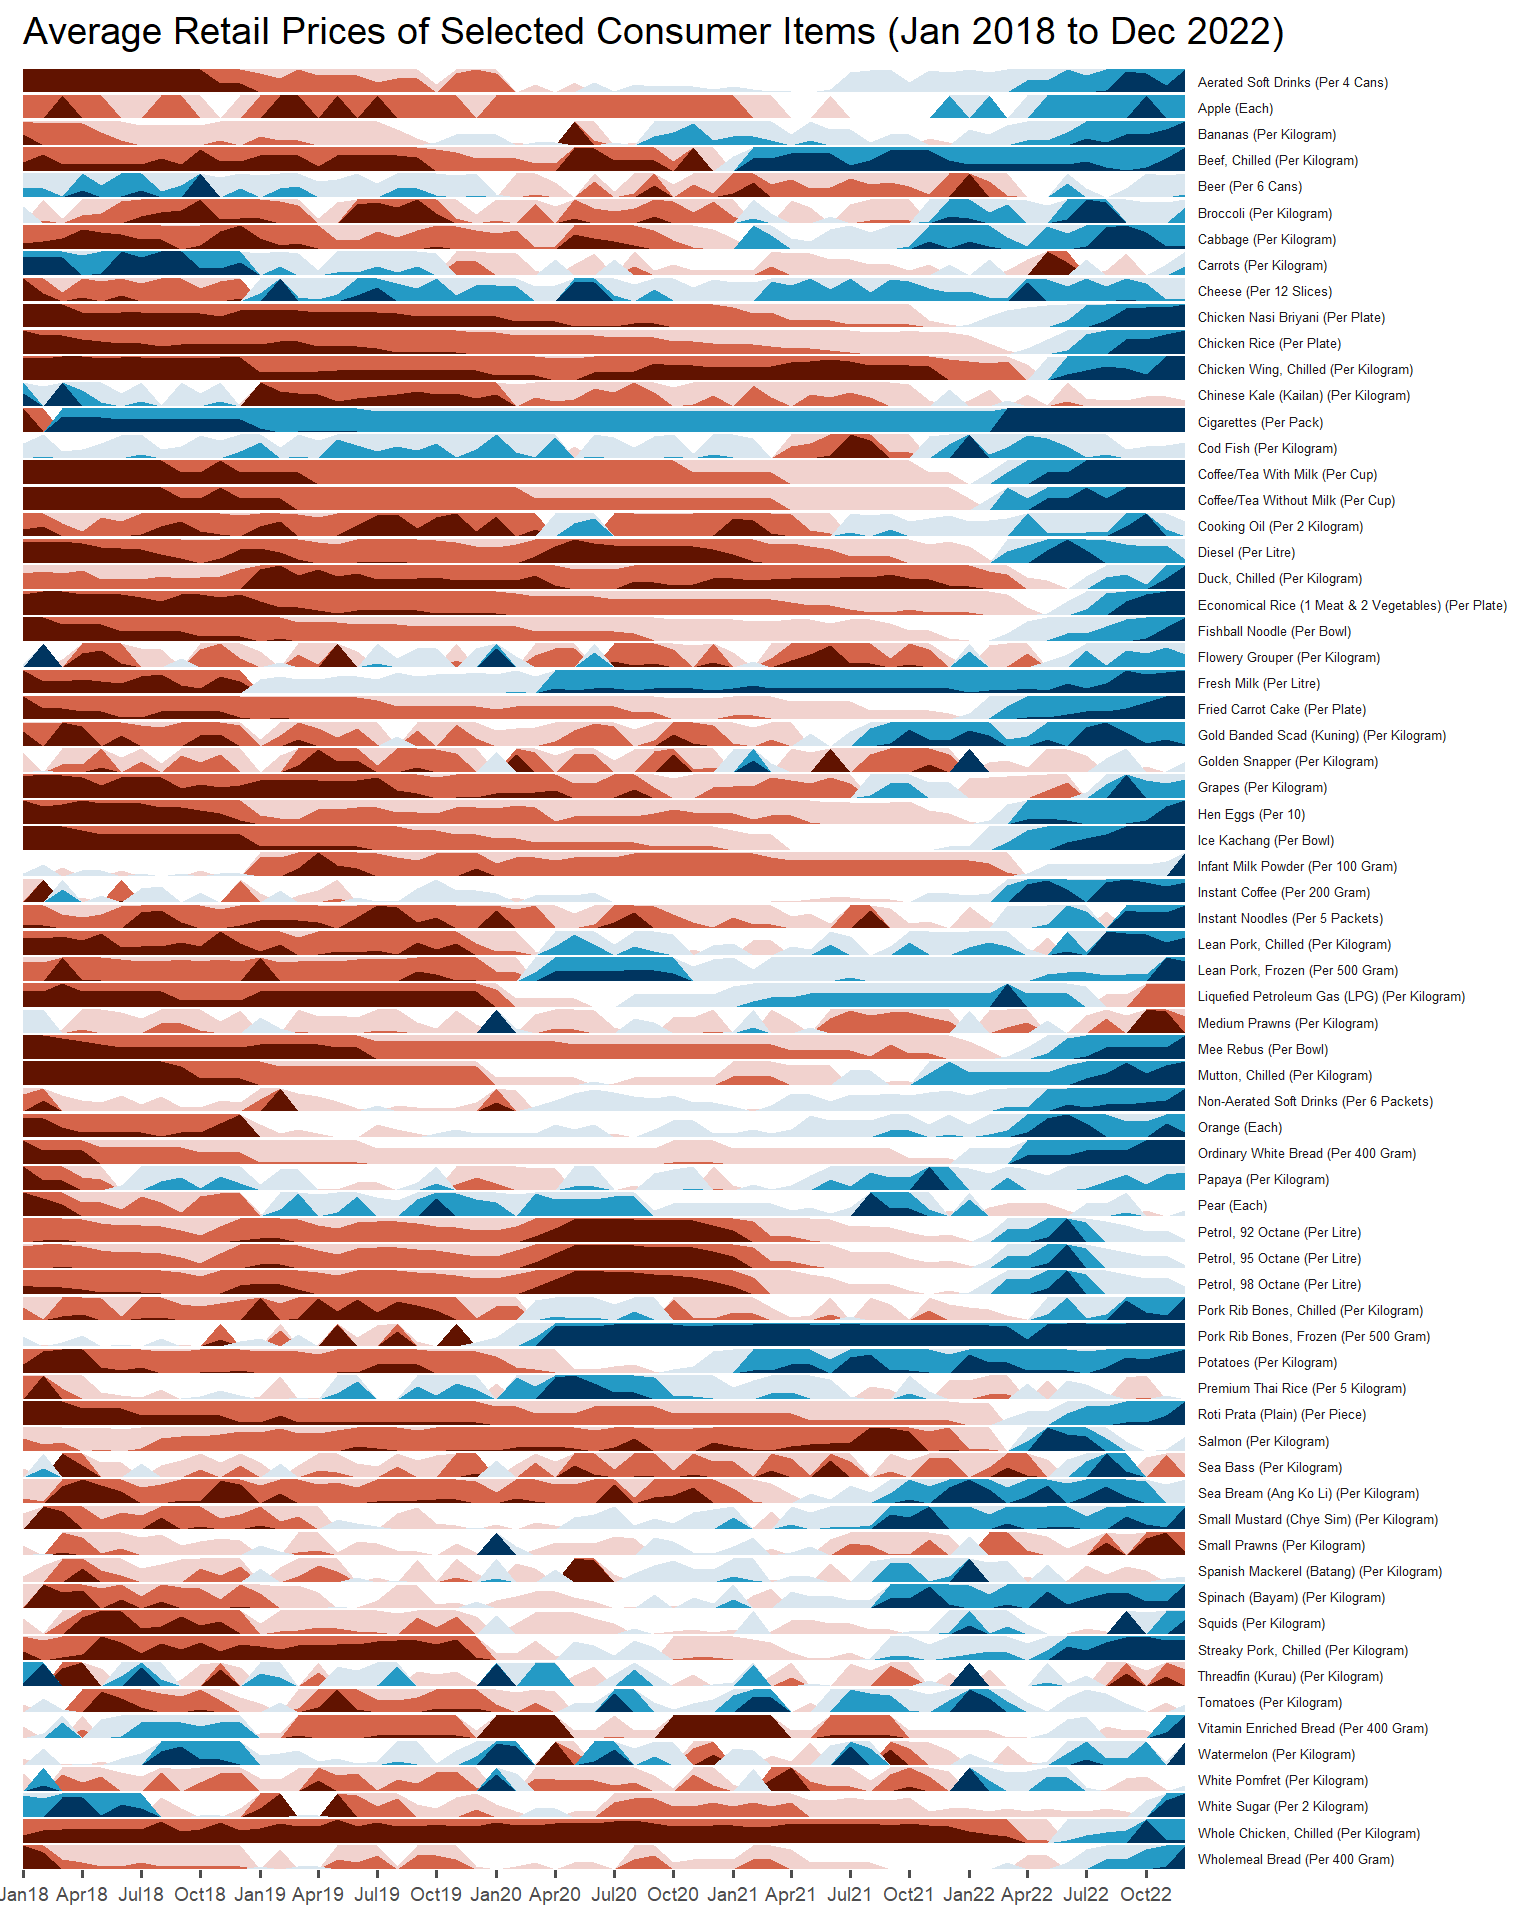 Average Retail Prices of Selected Consumer Items (Jan 2018 to Dec 2022)
Aerated Soft Drinks (Per 4 Cans)
Apple (Each)
Bananas (Per Kilogram)
Beef, Chilled (Per Kilogram)
Beer (Per 6 Cans)
Broccoli (Per Kilogram)
Cabbage (Per Kilogram)
Carrots (Per Kilogram)
Cheese (Per 12 Slices)
Chicken Nasi Briyani (Per Plate)
Chicken Rice (Per Plate)
Chicken Wing, Chilled (Per Kilogram)
Chinese Kale (Kailan) (Per Kilogram)
Cigarettes (Per Pack)
Cod Fish (Per Kilogram)
Coffee/Tea With Milk (Per Cup)
Coffee/Tea Without Milk (Per Cup)
Cooking Oil (Per 2 Kilogram)
Diesel (Per Litre)
Duck, Chilled (Per Kilogram)
Economical Rice (1 Meat & 2 Vegetables) (Per Plate)
Fishball Noodle (Per Bowl)
Flowery Grouper (Per Kilogram)
Fresh Milk (Per Litre)
Fried Carrot Cake (Per Plate)
Gold Banded Scad (Kuning) (Per Kilogram)
Golden Snapper (Per Kilogram)
Grapes (Per Kilogram)
Hen Eggs (Per 10)
Ice Kachang (Per Bowl)
Infant Milk Powder (Per 100 Gram)
Instant Coffee (Per 200 Gram)
Instant Noodles (Per 5 Packets)
Lean Pork, Chilled (Per Kilogram)
Lean Pork, Frozen (Per 500 Gram)
Liquefied Petroleum Gas (LPG) (Per Kilogram)
Medium Prawns (Per Kilogram)
Mee Rebus (Per Bowl)
Mutton, Chilled (Per Kilogram)
Non-Aerated Soft Drinks (Per 6 Packets)
Orange (Each)
Ordinary White Bread (Per 400 Gram)
Papaya (Per Kilogram)
Pear (Each)
Petrol, 92 Octane (Per Litre)
Petrol, 95 Octane (Per Litre)
Petrol, 98 Octane (Per Litre)
Pork Rib Bones, Chilled (Per Kilogram)
Pork Rib Bones, Frozen (Per 500 Gram)
Potatoes (Per Kilogram)
Premium Thai Rice (Per 5 Kilogram)
Roti Prata (Plain) (Per Piece)
Salmon (Per Kilogram)
Sea Bass (Per Kilogram)
Sea Bream (Ang Ko Li) (Per Kilogram)
Small Mustard (Chye Sim) (Per Kilogram)
Small Prawns (Per Kilogram)
Spanish Mackerel (Batang) (Per Kilogram)
Spinach (Bayam) (Per Kilogram)
Squids (Per Kilogram)
Streaky Pork, Chilled (Per Kilogram)
Threadfin (Kurau) (Per Kilogram)
Tomatoes (Per Kilogram)
Vitamin Enriched Bread (Per 400 Gram)
Watermelon (Per Kilogram)
White Pomfret (Per Kilogram)
White Sugar (Per 2 Kilogram)
Whole Chicken, Chilled (Per Kilogram)
Wholemeal Bread (Per 400 Gram)
Jan18 Apr18 Jul18 Oct18 Jan19 Apr19 Jul19 Oct19 Jan20 Apr20 Jul20 Oct20 Jan21 Apr21 Jul21 Oct21 Jan22 Apr22 Jul22 Oct22